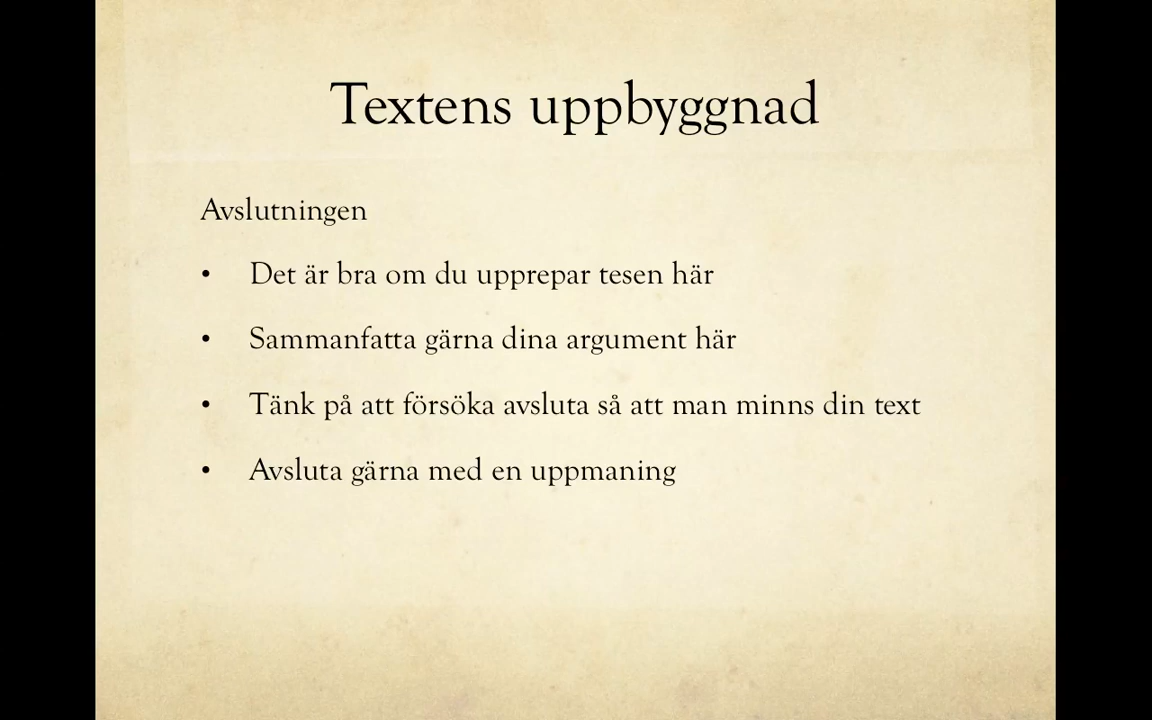 Textens uppbyggnad
Avslutningen
• Det är bra om du upprepar tesen här
• Sammanfatta gärna dina argument här
• Tänk på att försöka avsluta så att man minns din text
• Avsluta gärna med en uppmaning